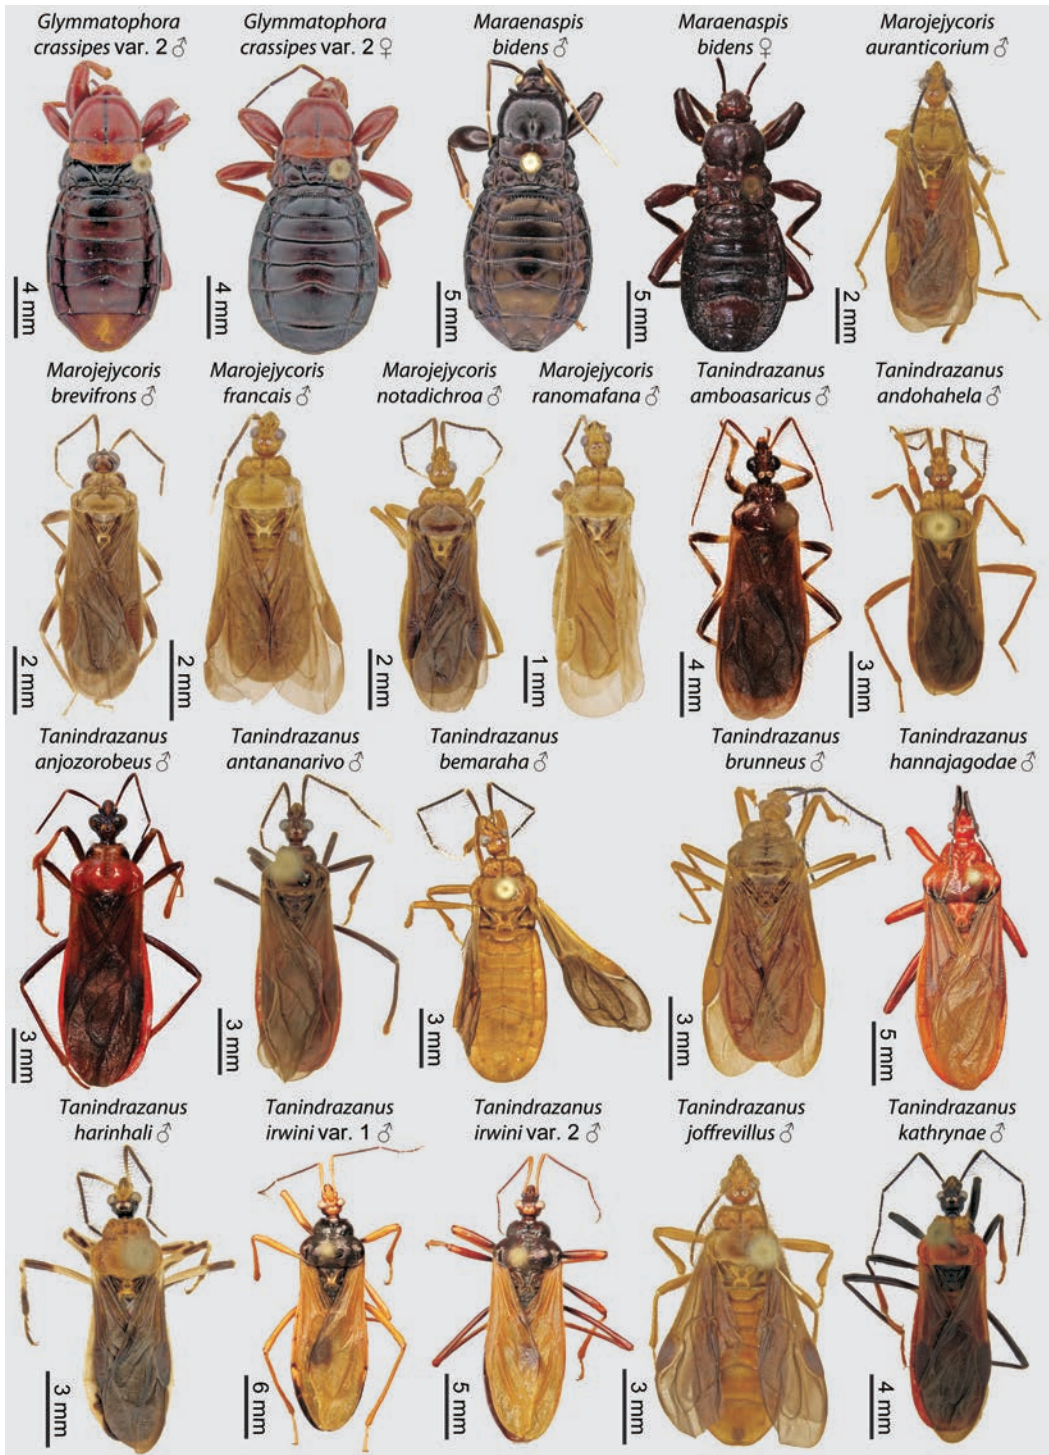 Glymmatophora
crassipes var. 2 ♂
Glymmatophora
crassipes var. 2 ♀
Maraenaspis
bidens ♂
Maraenaspis
bidens ♀
Marojejycoris
auranticorium ♂
4 mm
4 mm
5 mm
5 mm
2 mm
Marojejycoris
brevifrons ♂
Marojejycoris
francais ♂
Marojejycoris
notadichroa ♂
Marojejycoris
ranomafana ♂
Tanindrazanus
amboasaricus ♂
Tanindrazanus
andohahela ♂
2 mm
2 mm
2 mm
1 mm
4 mm
3 mm
Tanindrazanus
anjozorobeus ♂
Tanindrazanus
antananarivo ♂
Tanindrazanus
bemaraha ♂
Tanindrazanus
brunneus ♂
Tanindrazanus
hannajagodae ♂
3 mm
3 mm
3 mm
3 mm
5 mm
Tanindrazanus
harinhali ♂
Tanindrazanus
irwini var. 1 ♂
Tanindrazanus
irwini var. 2 ♂
Tanindrazanus
joffrevillus ♂
Tanindrazanus
kathrynae ♂
3 mm
6 mm
5 mm
3 mm
4 mm